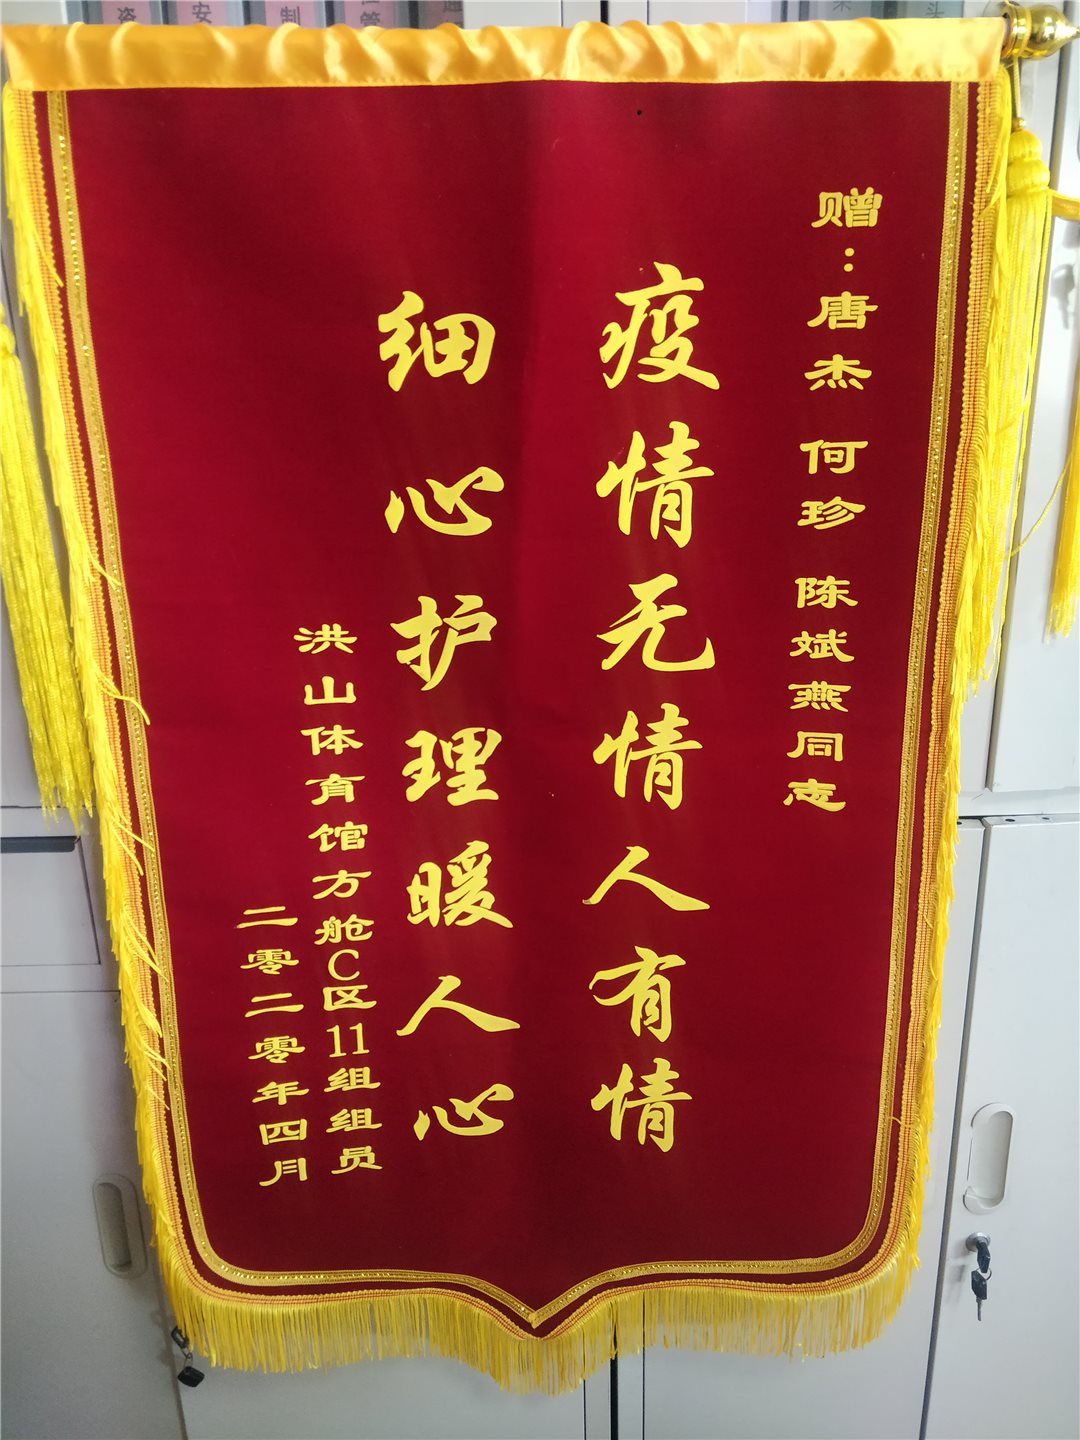 赠：唐杰 何珍 陈斌燕同志
疫情无情人有情
细心护理暖人心
洪山体育馆方舱C区11组组员
二零二零年四月
安
制